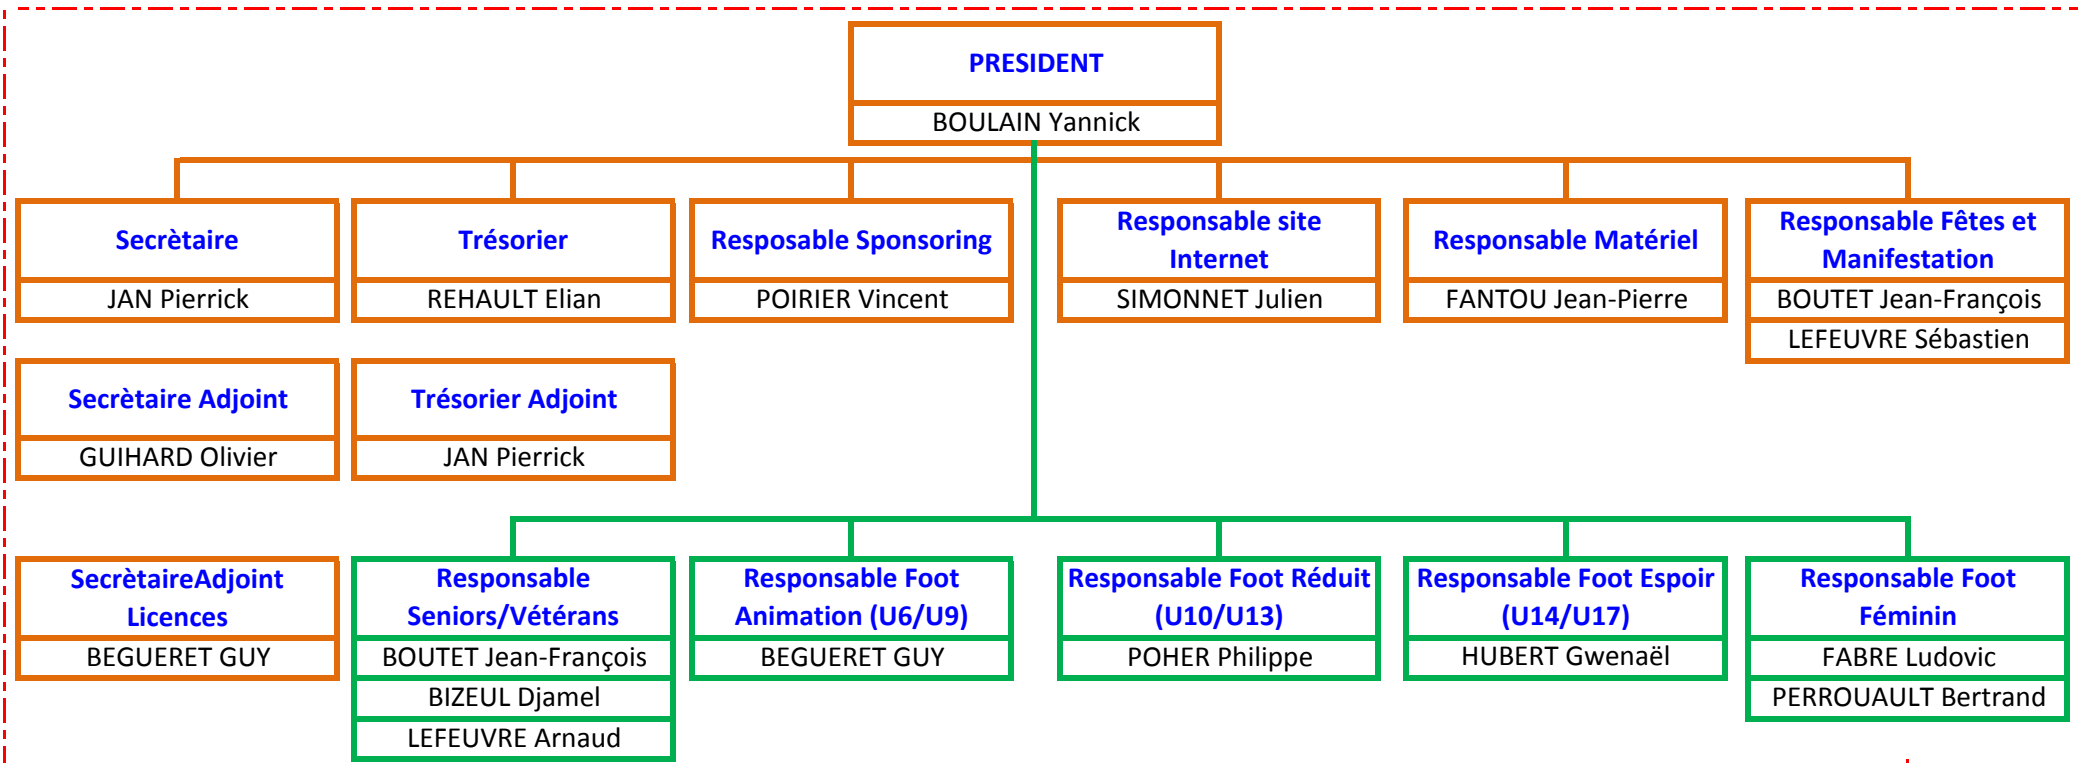 PRESIDENT
BOULAIN Yannick
Secrètaire
JAN Pierrick
Trésorier
REHAULT Elian
Resposable Sponsoring
POIRIER Vincent
Responsable site
Internet
SIMONNET Julien
Responsable Matériel
FANTOU Jean-Pierre
Responsable Fêtes et
Manifestation
BOUTET Jean-François
LEFEUVRE Sébastien
Secrètaire Adjoint
GUIHARD Olivier
Trésorier Adjoint
JAN Pierrick
SecrètaireAdjoint
Licences
BEGUERET GUY
Responsable
Seniors/Vétérans
BOUTET Jean-François
BIZEUL Djamel
LEFEUVRE Arnaud
Responsable Foot
Animation (U6/U9)
BEGUERET GUY
Responsable Foot Réduit
(U10/U13)
POHER Philippe
Responsable Foot Espoir
(U14/U17)
HUBERT Gwenaël
Responsable Foot
Féminin
FABRE Ludovic
PERROUAULT Bertrand